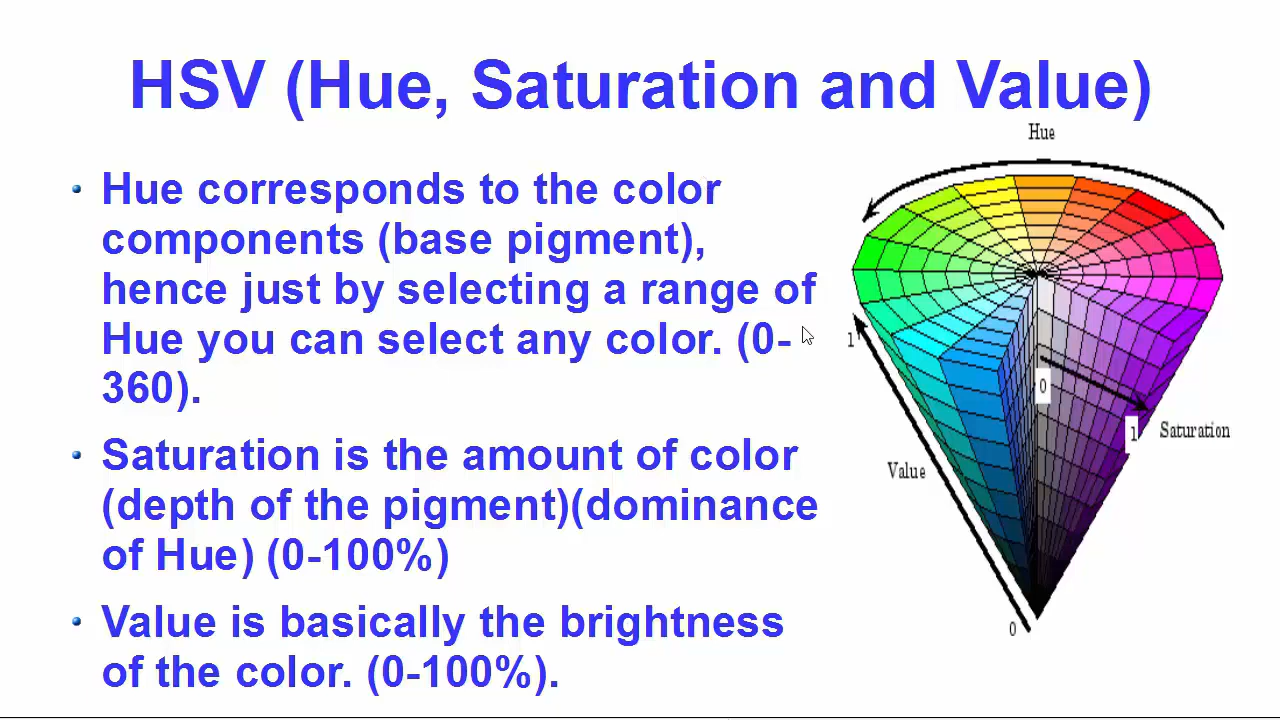 HSV (Hue, Saturation and Value)
Hue
• Hue corresponds to the color
components (base pigment),
hence just by selecting a range of
Hue you can select any color. (0-
360).
• Saturation is the amount of color
(depth of the pigment)(dominance
of Hue) (0-100%)
• Value is basically the brightness
of the color. (0-100%).
1
0
1
Saturation
Value
0